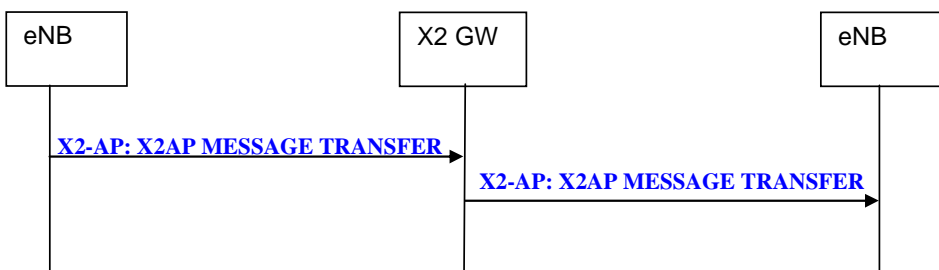 eNB
X2 GW
eNB
X2-AP: X2AP MESSAGE TRANSFER
X2-AP: X2AP MESSAGE TRANSFER